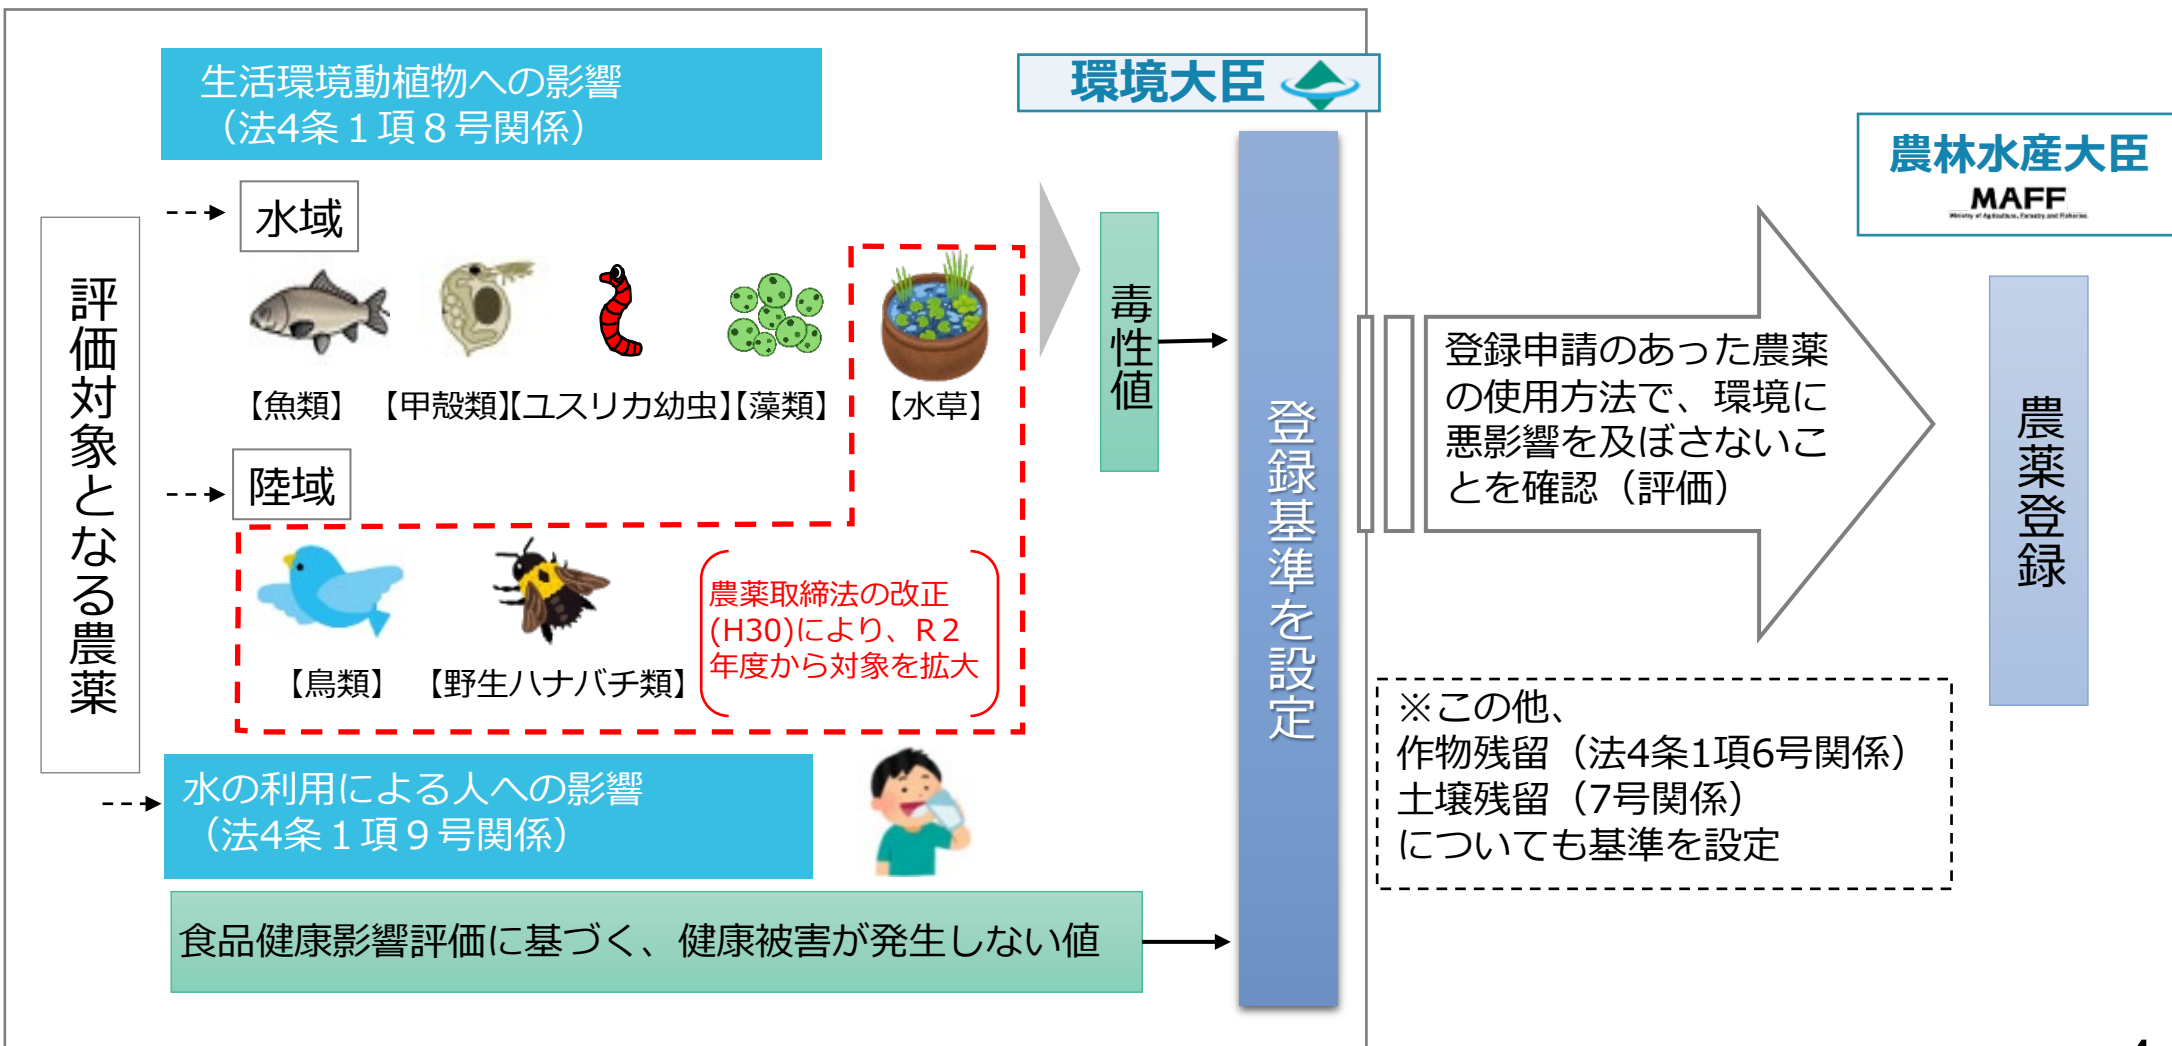 生活環境動植物への影響
（法4条１項８号関係）
環境大臣
農林水産大臣
MAFF
Ministry of Agriculture, Forestry and Fisheries
評価対象となる農薬
水域
【魚類】
【甲殻類】
【ユスリカ幼虫】
【藻類】
【水草】
陸域
【鳥類】
【野生ハナバチ類】
農薬取締法の改正
(H30)により、R２
年度から対象を拡大
毒性値
登録基準を設定
登録申請のあった農薬
の使用方法で、環境に
悪影響を及ぼさないこ
とを確認（評価）
農薬登録
※この他、
作物残留（法4条1項6号関係）
土壌残留（7号関係）
についても基準を設定
水の利用による人への影響
（法4条１項９号関係）
食品健康影響評価に基づく、健康被害が発生しない値